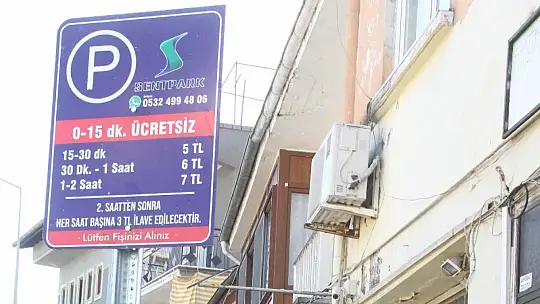 P
SENTPARK
0532 499 48 06
0-15 dk. ÜCRETSİZ
15-30 dk 5 TL
30 Dk. - 1 Saat 6 TL
1-2 Saat 7 TL
2. SAATTEN SONRA
HER SAAT BAŞINA 3 TL İLAVE EDİLECENTİR.
- Lütfen Fişinizi Alınız -